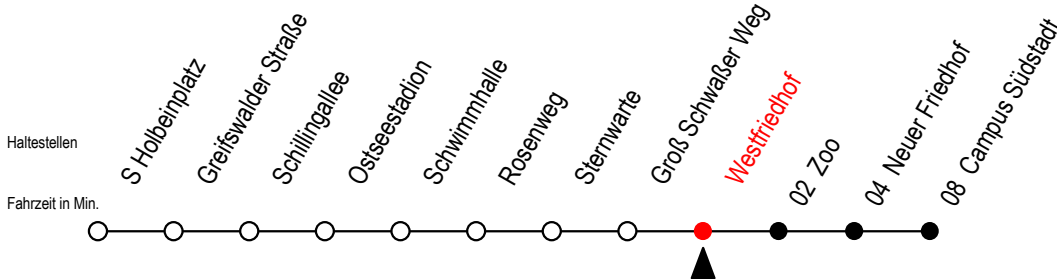 Haltestellen
Fahrzeit in Min.
S Holbeinplatz
Greifswalder Straße
Schillingallee
Ostseestadion
Schwimmhalle
Rosenweg
Sternwarte
Groß Schwaßer Weg
Westfriedhof
02 Zoo
04 Neuer Friedhof
08 Campus Südstadt